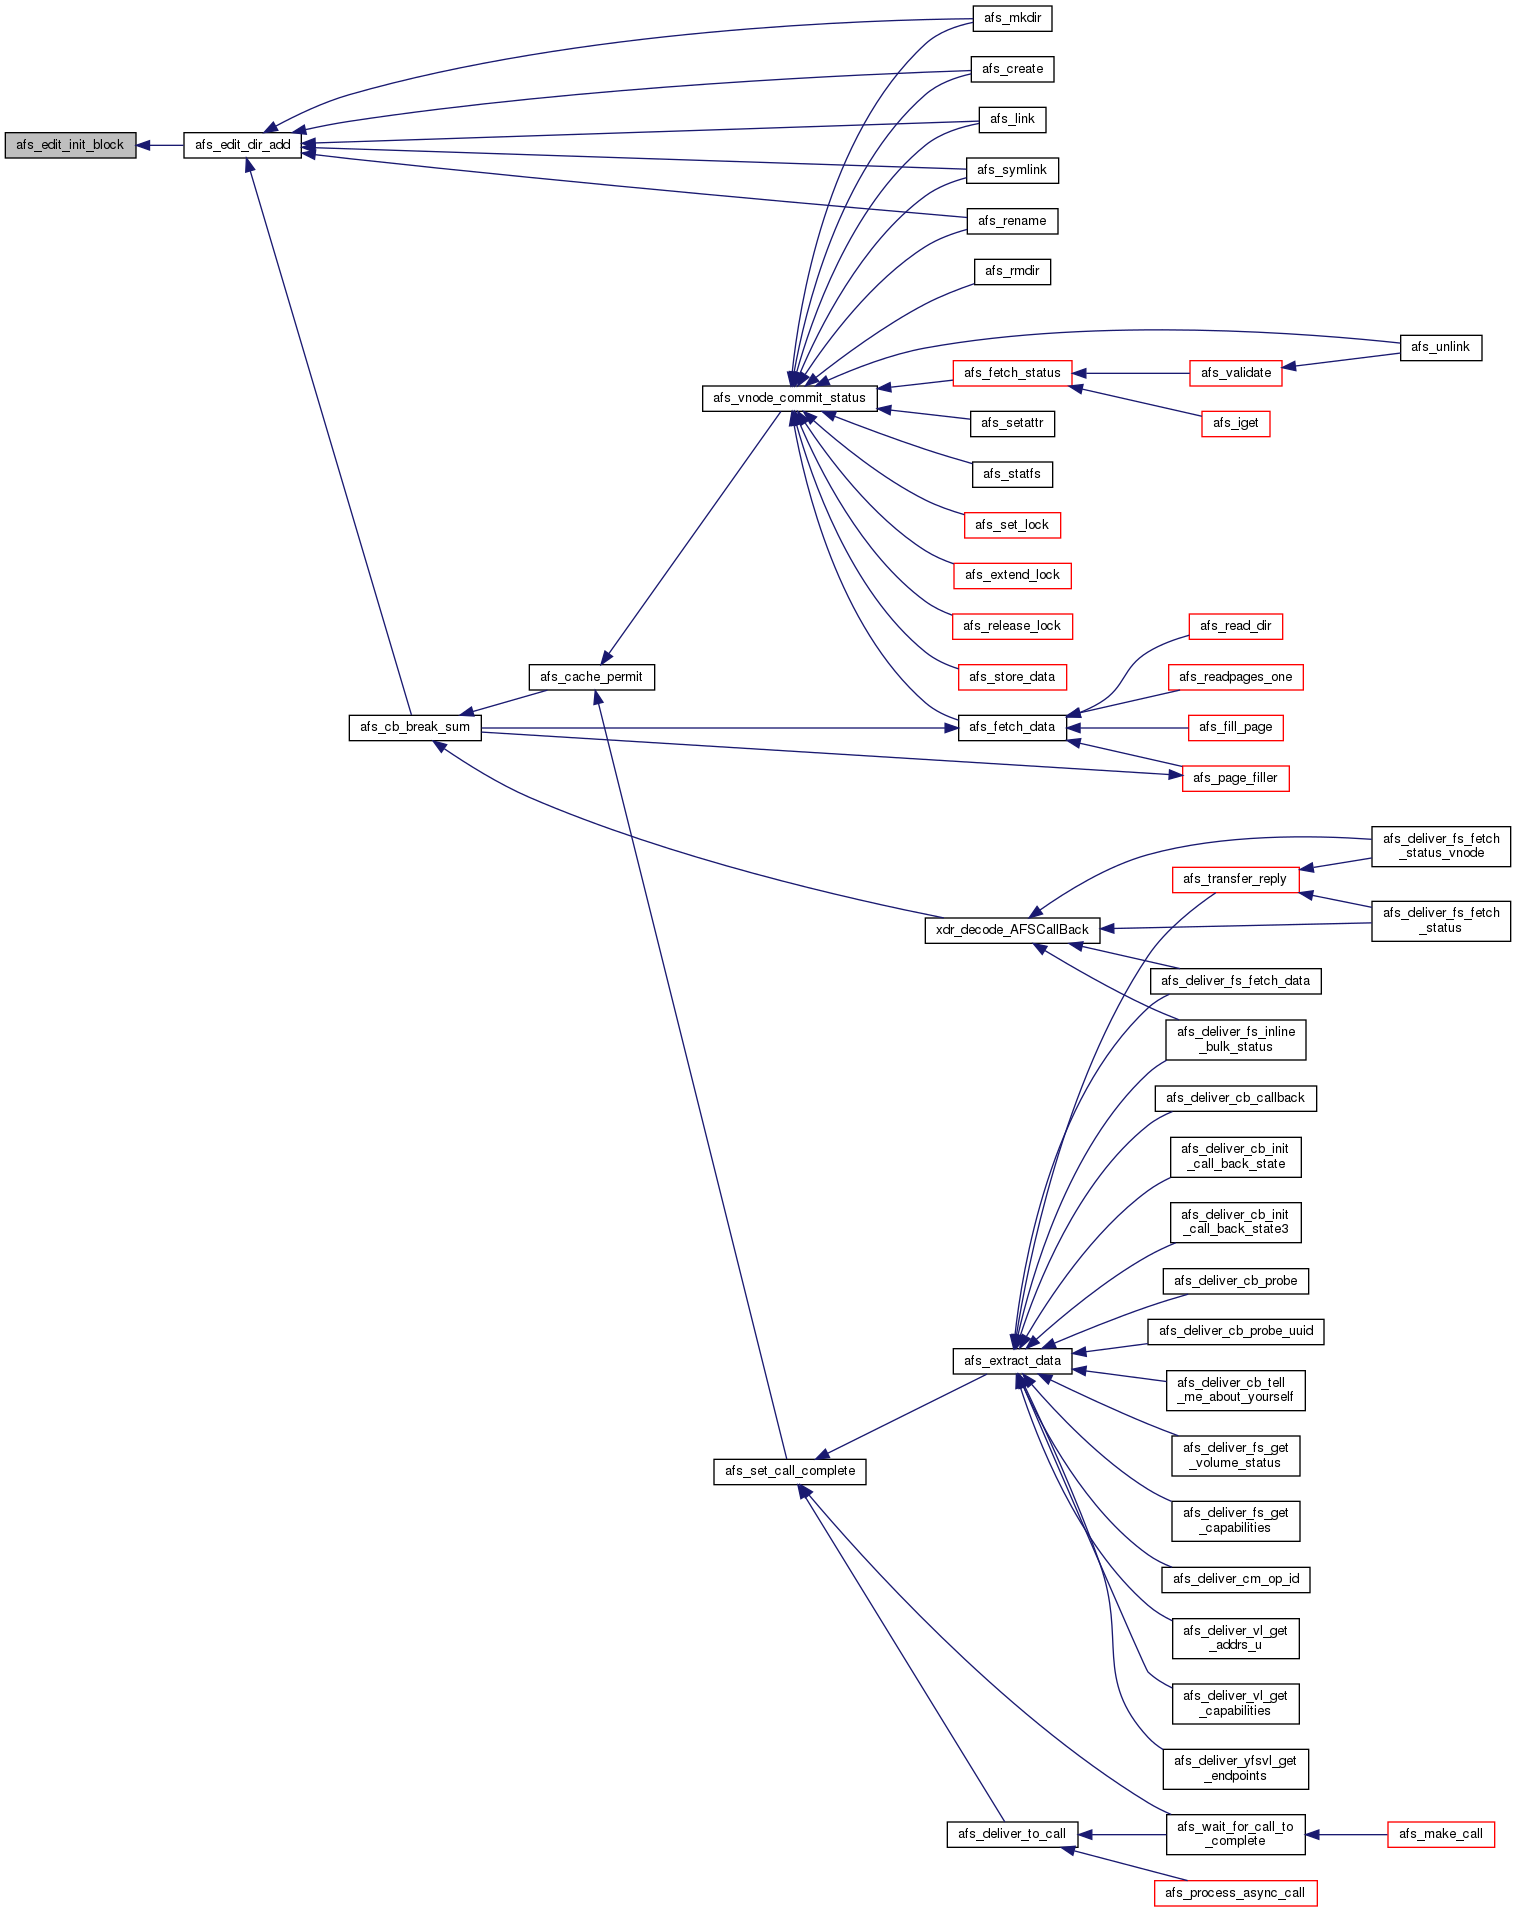 afs_mkdir
afs_create
afs_link
afs_edit_init_block
afs_edit_dir_add
afs_symlink
afs_rename
afs_rmdir
afs_unlink
afs_fetch_status
afs_validate
afs_vnode_commit_status
afs_setattr
afs_iget
afs_statfs
afs_set_lock
afs_extend_lock
afs_release_lock
afs_read_dir
afs_cache_permit
afs_store_data
afs_readpages_one
afs_cb_break_sum
afs_fetch_data
afs_fill_page
afs_page_filler
afs_deliver_fs_fetch
_status_vnode
afs_transfer_reply
afs_deliver_fs_fetch
_status
xdr_decode_AFSCallBack
afs_deliver_fs_fetch_data
afs_deliver_fs_inline
_bulk_status
afs_deliver_cb_callback
afs_deliver_cb_init
_call_back_state
afs_deliver_cb_init
_call_back_state3
afs_deliver_cb_probe
afs_deliver_cb_probe_uuid
afs_extract_data
afs_deliver_cb_tell
_me_about_yourself
afs_deliver_fs_get
_volume_status
afs_set_call_complete
afs_deliver_fs_get
_capabilities
afs_deliver_cm_op_id
afs_deliver_vl_get
_addrs_u
afs_deliver_vl_get
_capabilities
afs_deliver_yfsvl_get
_endpoints
afs_deliver_to_call
afs_wait_for_call_to
_complete
afs_make_call
afs_process_async_call